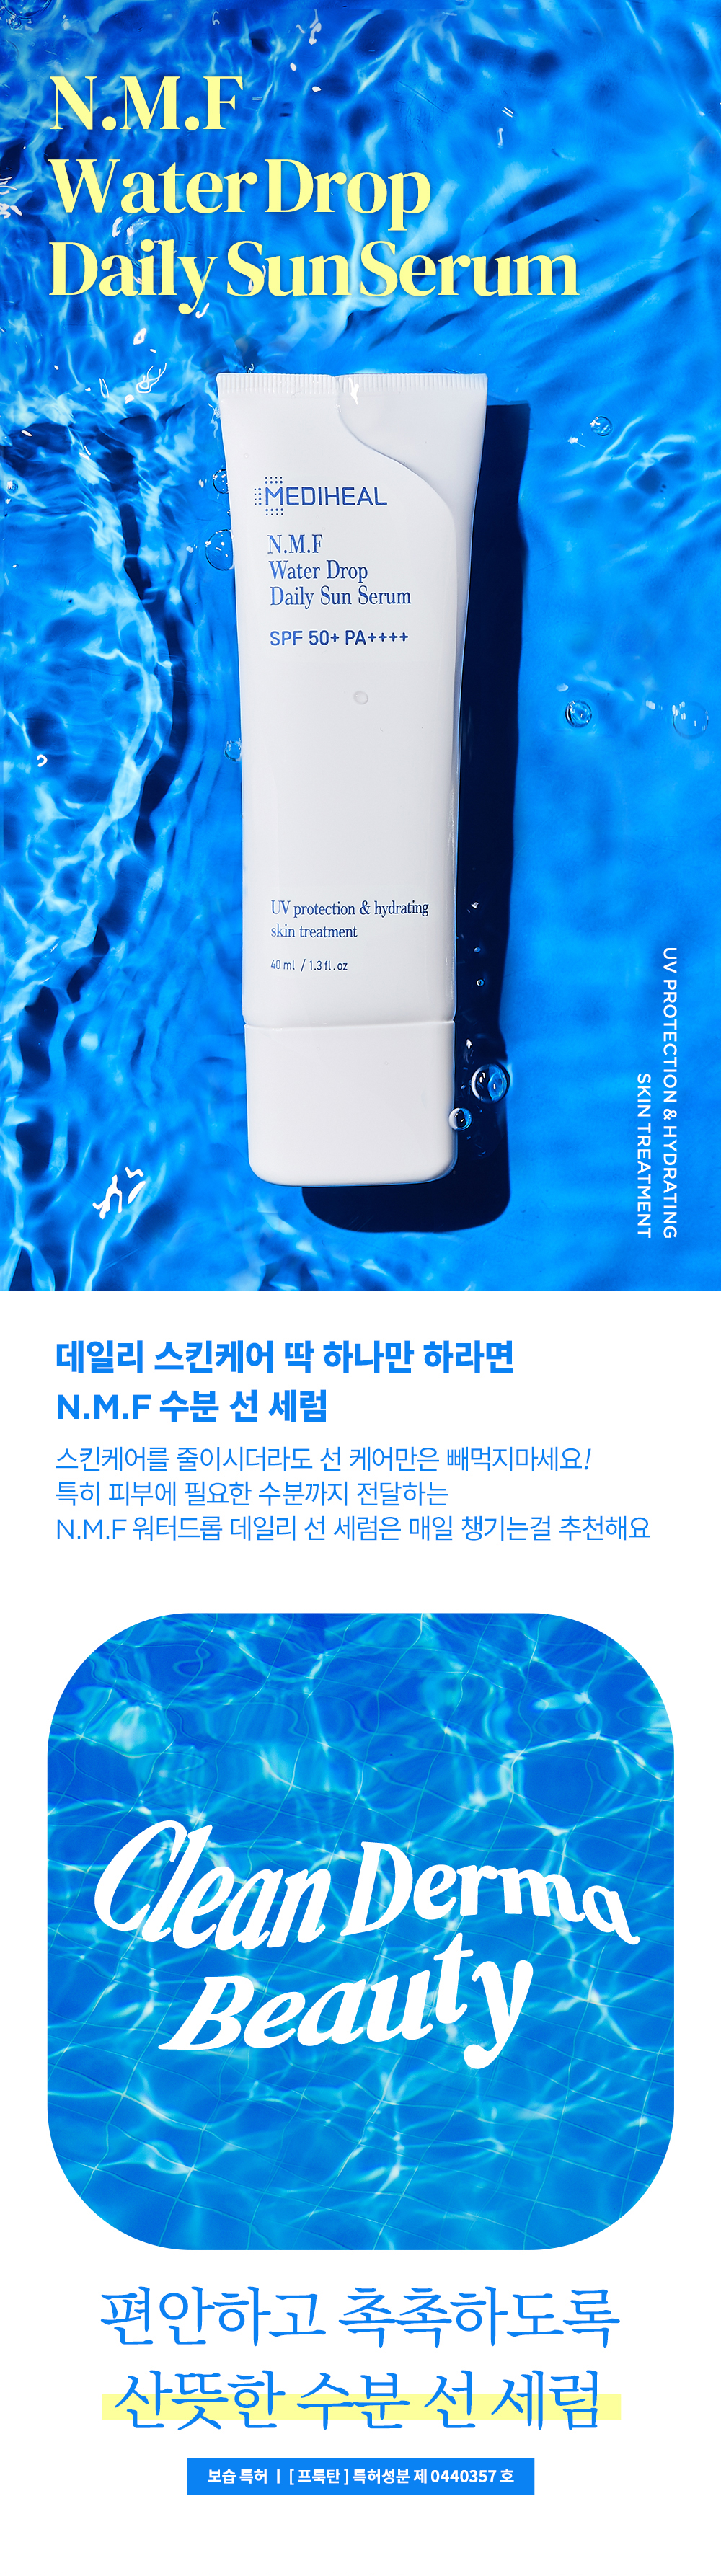 N.M.F
Water Drop
Daily Sun Serum
MEDIHEAL
N.M.F
Water Drop
Daily Sun Serum
SPF 50+ PA++++
UV protection & hydrating
skin treatment
40 ml / 1.3 fl.oz
UV PROTECTION & HYDRATING
SKIN TREATMENT
데일리 스킨케어 딱 하나만 하라면
N.M.F 수분 선 세럼
스킨케어를 줄이시더라도 선 케어만은 빼먹지마세요!
특히 피부에 필요한 수분까지 전달하는
N.M.F 워터드롭 데일리 선 세럼은 매일 챙기는걸 추천해요
Clean Derma
Beauty
편안하고 촉촉하도록
산뜻한 수분 선 세럼
보습 특허 ㅣ [ 프룩탄 ] 특허성분 제 0440357 호